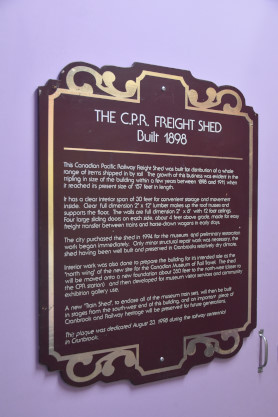 THE C.P.R. FREIGHT SHED
Built 1898
This Canadian Pacific Railway Freight Shed was built for distribution of a whole
range of items shipped in by rail. The growth of this business was evident in the
tripling in size of the building within a few years between 1898 and 1911, when
it reached its present size of 157 feet in length.
It has a clear interior span of 30 feet for convenient storage and movement
inside. Clear full dimension 2" x 12" lumber makes up the roof trusses and
supports the floor. The walls are full dimension 2" x 6" with 12 foot ceilings.
Four large sliding doors on each side, about 4 feet above grade, made for easy
freight transfer between trains and horse-drawn wagons in early days.
The city purchased the shed in 1994 for the museum and preliminary restoration
work began immediately. Only minor structural repair work was necessary, the
shed having been well built and preserved in Cranbrook's relatively dry climate.
Interior work was also done to prepare the building for its intended site as the
"north wing" of the new site for the Canadian Museum of Rail Travel. The shed
will be moved onto a new foundation about 250 feet to the north-west (closer to
the CPR station) and then developed for museum visitor services and community
exhibition gallery use.
A new "Train Shed", to enclose all of the museum train sets, will then be built
in stages from the south-west end of this building, and an important piece of
Cranbrook and Railway heritage will be preserved for future generations.
This plaque was dedicated August 23, 1998 during the railway centennial
in Cranbrook.